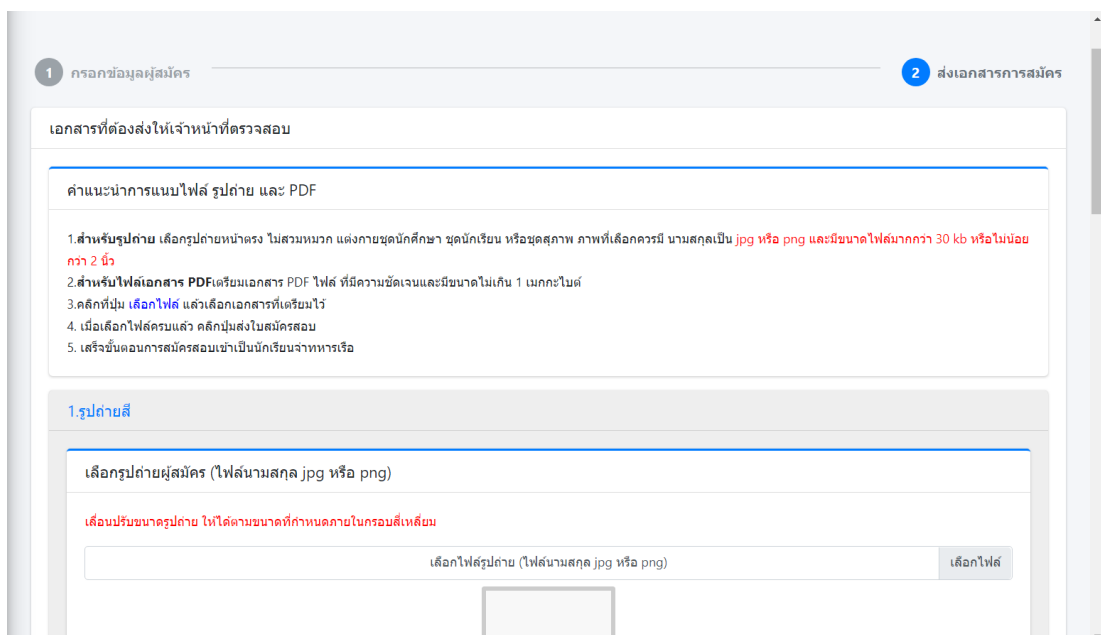 1 กรอกข้อมูลผู้สมัคร
2 ส่งเอกสารการสมัคร
เอกสารที่ต้องส่งให้เจ้าหน้าที่ตรวจสอบ
คำแนะนำการแนบไฟล์ รูปถ่าย และ PDF
1.สำหรับรูปถ่าย เลือกรูปถ่ายหน้าตรง ไม่สวมหมวก แต่งกายชุดนักศึกษา ชุดนักเรียน หรือชุดสุภาพ ภาพที่เลือกควรมี นามสกุลเป็น jpg หรือ png และมีขนาดไฟล์มากกว่า 30 kb หรือไม่น้อย
กว่า 2 นิ้ว
2.สำหรับไฟล์เอกสาร PDFเตรียมเอกสาร PDF ไฟล์ ที่มีความชัดเจนและมีขนาดไม่เกิน 1 เมกกะไบต์
3.คลิกที่ปุ่ม เลือกไฟล์ แล้วเลือกเอกสารที่เตรียมไว้
4. เมื่อเลือกไฟล์ครบแล้ว คลิกปุ่มส่งใบสมัครสอบ
5. เสร็จขั้นตอนการสมัครสอบเข้าเป็นนักเรียนจ่าทหารเรือ
1.รูปถ่ายสี
เลือกรูปถ่ายผู้สมัคร (ไฟล์นามสกุล jpg หรือ png)
เลื่อนปรับขนาดรูปถ่าย ให้ได้ตามขนาดที่กำหนดภายในกรอบสี่เหลี่ยม
เลือกไฟล์รูปถ่าย (ไฟล์นามสกุล jpg หรือ png) เลือกไฟล์